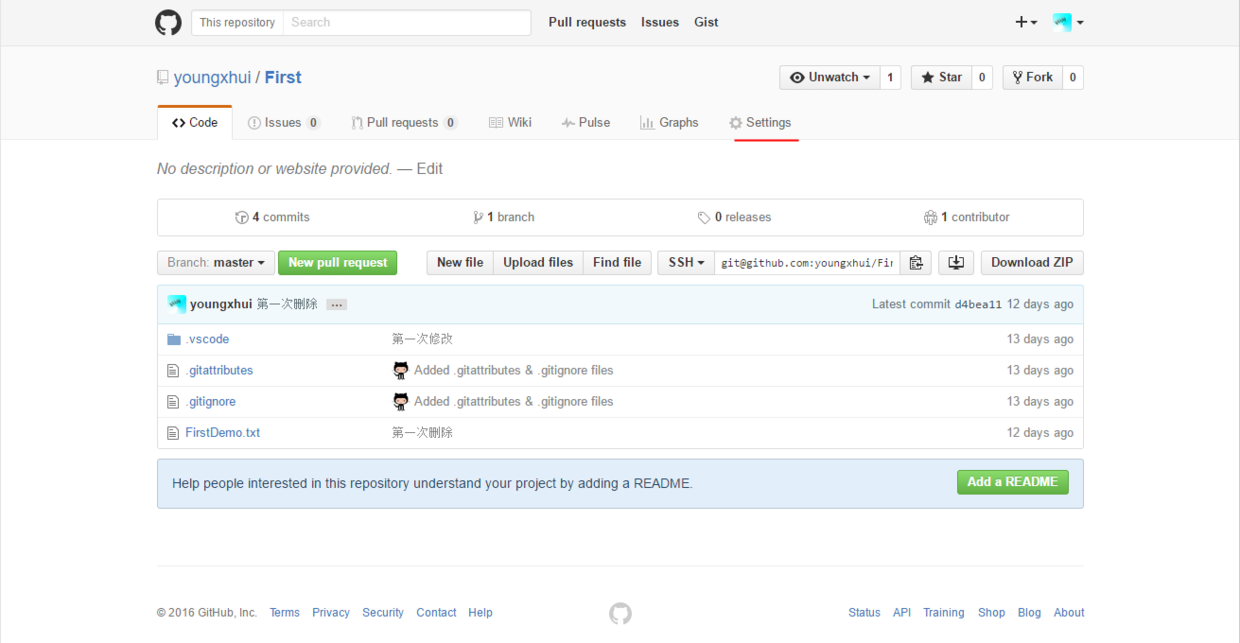 This repository Search Pull requests Issues Gist
youngxhui / First Unwatch 1 Star 0 Fork 0
Code Issues 0 Pull requests 0 Wiki Pulse Graphs Settings
No description or website provided. — Edit
4 commits 1 branch 0 releases 1 contributor
Branch: master New pull request New file Upload files Find file SSH git@github.com:youngxhui/Fir Download ZIP
youngxhui 第一次删除 … Latest commit d4bea11 12 days ago
.vscode 第一次修改 13 days ago
.gitattributes Added .gitattributes & .gitignore files 13 days ago
.gitignore Added .gitattributes & .gitignore files 13 days ago
FirstDemo.txt 第一次删除 12 days ago
Help people interested in this repository understand your project by adding a README. Add a README
© 2016 GitHub, Inc. Terms Privacy Security Contact Help Status API Training Shop Blog About